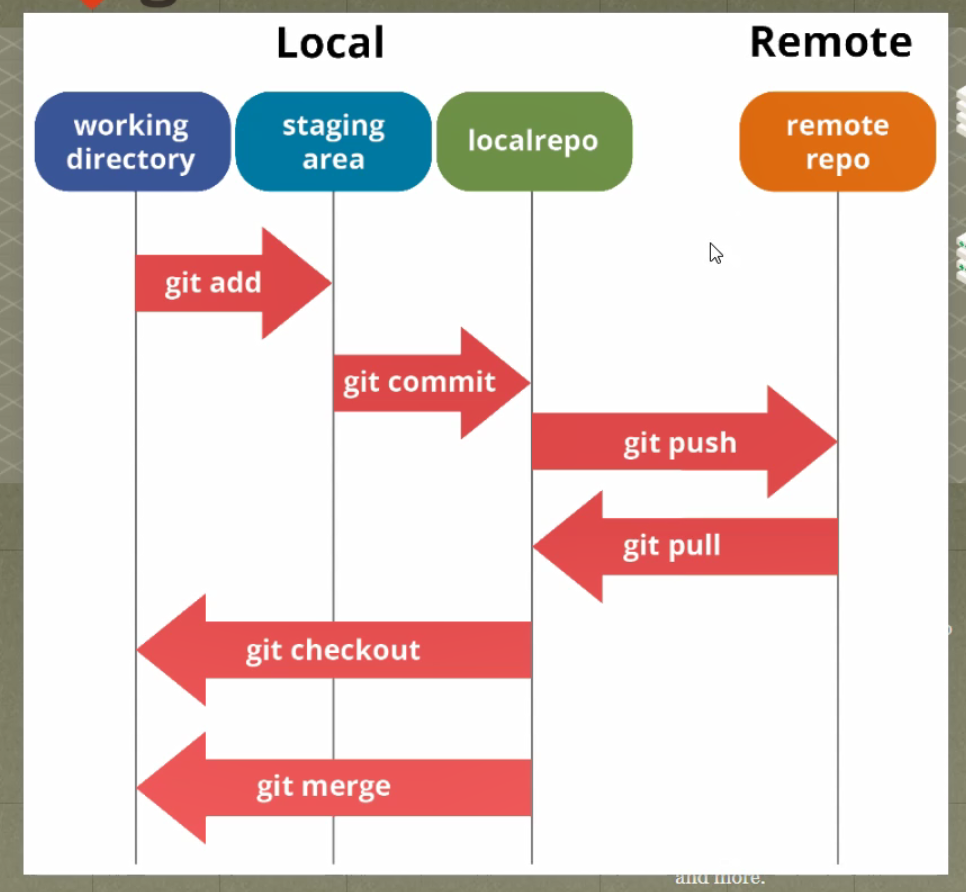 Local
Remote
working
directory
staging
area
localrepo
remote
repo
git add
git commit
git push
git pull
git checkout
git merge
and more.